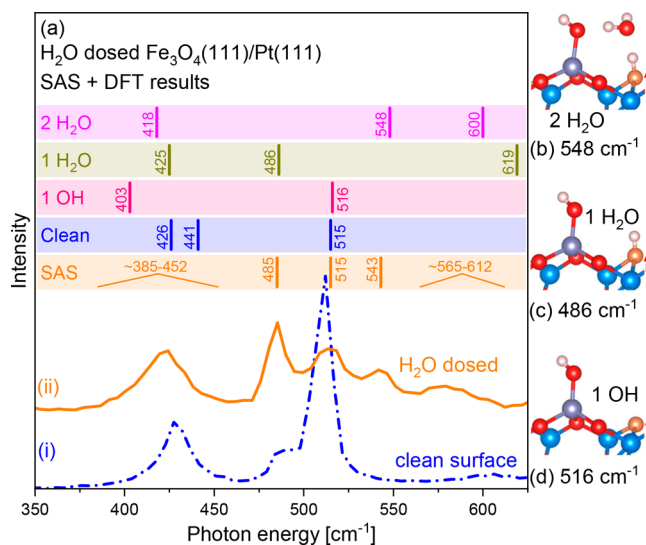 (a)
H₂O dosed Fe₃O₄(111)/Pt(111)
SAS + DFT results
2 H₂O 418 548 600
1 H₂O 425 486 619
1 OH 403 516
Clean 426 441 515
SAS ~385-452 485 515 543 ~565-612
(ii) H₂O dosed
(i) clean surface
Intensity
350 400 450 500 550 600
Photon energy [cm⁻¹]
2 H₂O
(b) 548 cm⁻¹
1 H₂O
(c) 486 cm⁻¹
1 OH
(d) 516 cm⁻¹